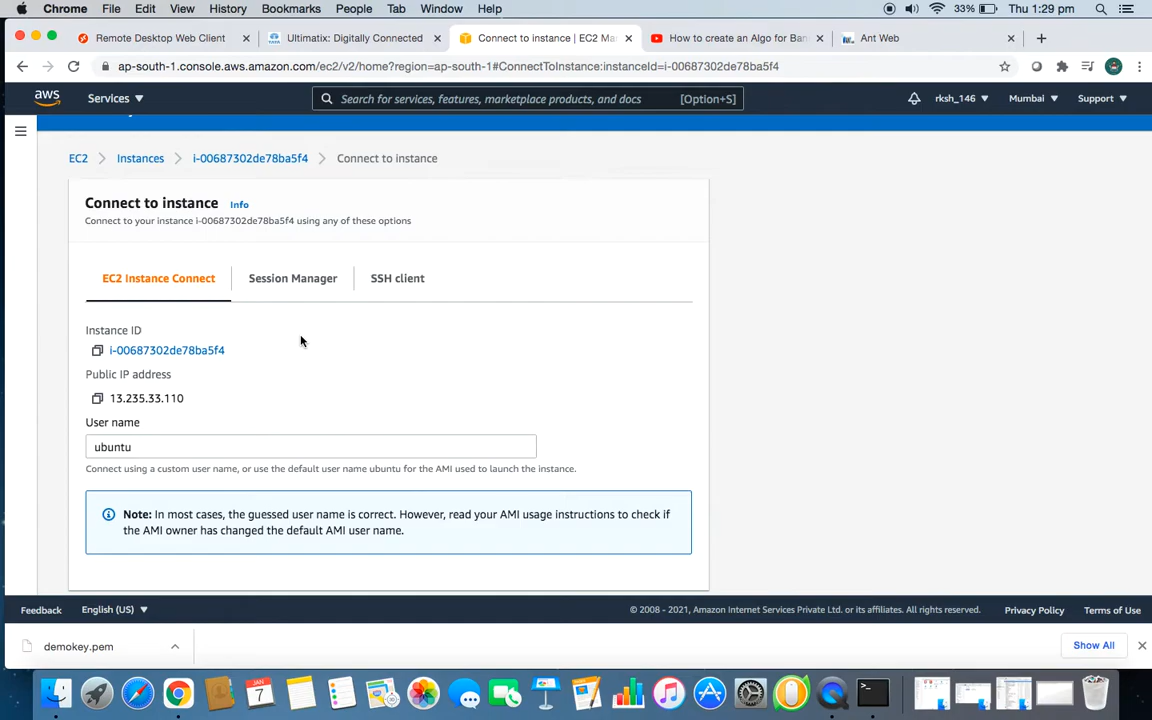 Chrome File Edit View History Bookmarks People Tab Window Help 33% Thu 1:29 pm
Remote Desktop Web Client × Ultimatix: Digitally Connected × Connect to instance | EC2 Ma × How to create an Algo for Ban × Ant Web × +
ap-south-1.console.aws.amazon.com/ec2/v2/home?region=ap-south-1#ConnectToInstance:instanceId=i-00687302de78ba5f4
aws Services Search for services, features, marketplace products, and docs [Option+S] rksh_146 Mumbai Support
EC2 Instances i-00687302de78ba5f4 Connect to instance
Connect to instance Info
Connect to your instance i-00687302de78ba5f4 using any of these options
EC2 Instance Connect Session Manager SSH client
Instance ID
i-00687302de78ba5f4
Public IP address
13.235.33.110
User name
ubuntu
Connect using a custom user name, or use the default user name ubuntu for the AMI used to launch the instance.
Note: In most cases, the guessed user name is correct. However, read your AMI usage instructions to check if
the AMI owner has changed the default AMI user name.
Feedback English (US) © 2008 - 2021, Amazon Internet Services Private Ltd. or its affiliates. All rights reserved. Privacy Policy Terms of Use
demokey.pem Show All
JAN
7